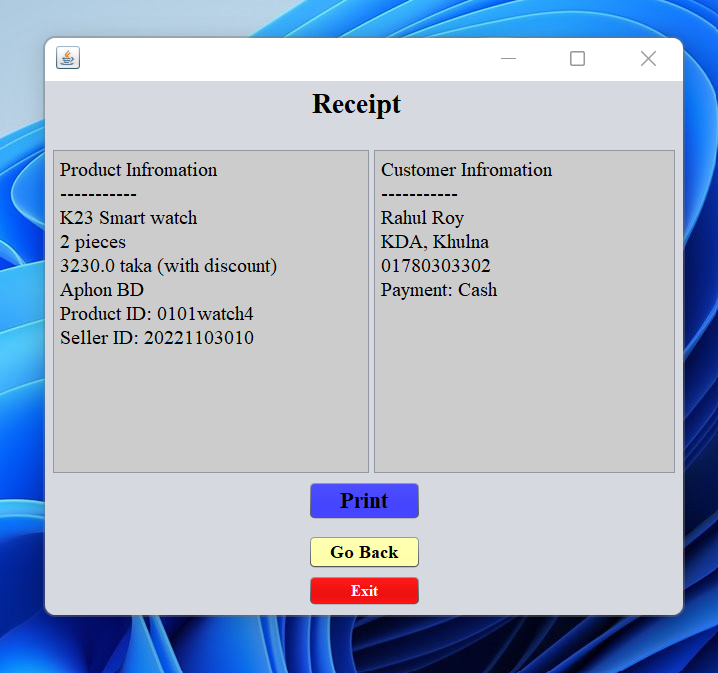 Receipt
Product Infromation
-----------
K23 Smart watch
2 pieces
3230.0 taka (with discount)
Aphon BD
Product ID: 0101watch4
Seller ID: 20221103010
Customer Infromation
-----------
Rahul Roy
KDA, Khulna
01780303302
Payment: Cash
Print
Go Back
Exit